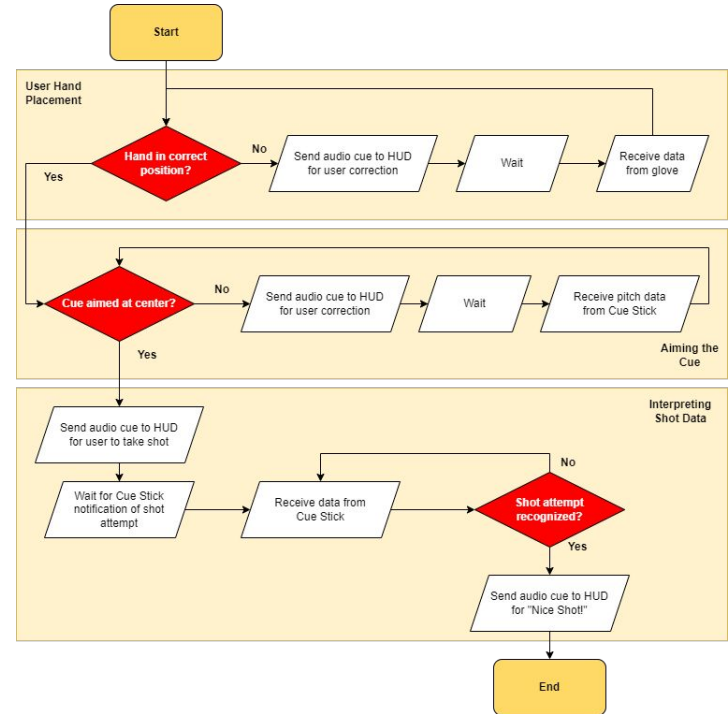 Start
User Hand
Placement
Hand in correct
position?
No
Yes
Send audio cue to HUD
for user correction
Wait
Receive data
from glove
Cue aimed at center?
No
Yes
Send audio cue to HUD
for user correction
Wait
Receive pitch data
from Cue Stick
Aiming the
Cue
Interpreting
Shot Data
Send audio cue to HUD
for user to take shot
Wait for Cue Stick
notification of shot
attempt
Receive data from
Cue Stick
No
Shot attempt
recognized?
Yes
Send audio cue to HUD
for "Nice Shot!"
End